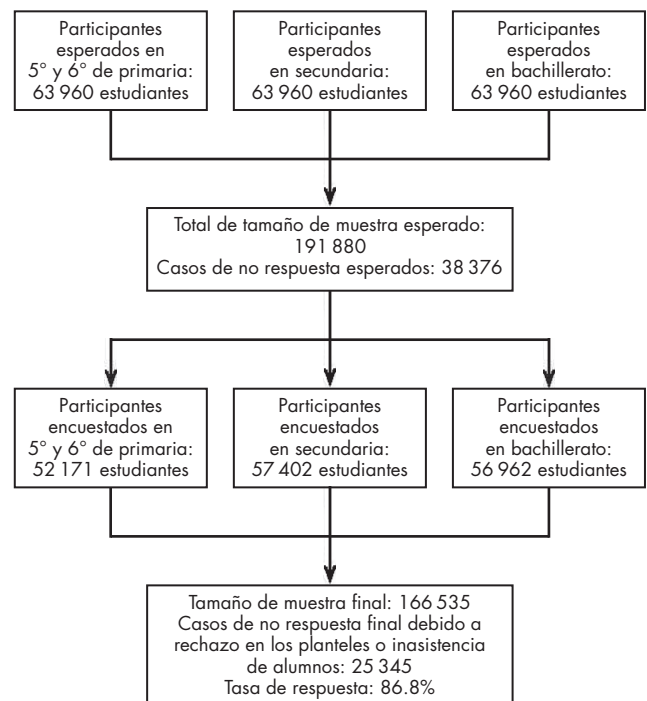 Participantes
esperados en
5° y 6° de primaria:
63 960 estudiantes
Participantes
esperados
en secundaria:
63 960 estudiantes
Participantes
esperados
en bachillerato:
63 960 estudiantes
Total de tamaño de muestra esperado:
191 880
Casos de no respuesta esperados: 38 376
Participantes
encuestados en
5° y 6° de primaria:
52 171 estudiantes
Participantes
encuestados
en secundaria:
57 402 estudiantes
Participantes
encuestados
en bachillerato:
56 962 estudiantes
Tamaño de muestra final: 166 535
Casos de no respuesta final debido a
rechazo en los planteles o inasistencia
de alumnos: 25 345
Tasa de respuesta: 86.8%